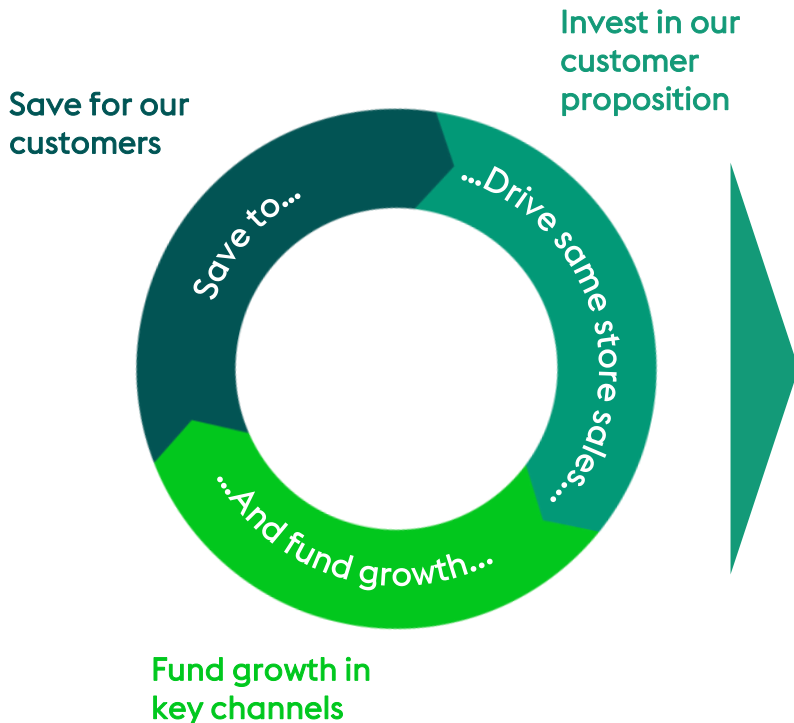 Invest in our
customer
proposition
Save for our
customers
Save to...
...Drive same store sales...
...And fund growth...
Fund growth in
key channels